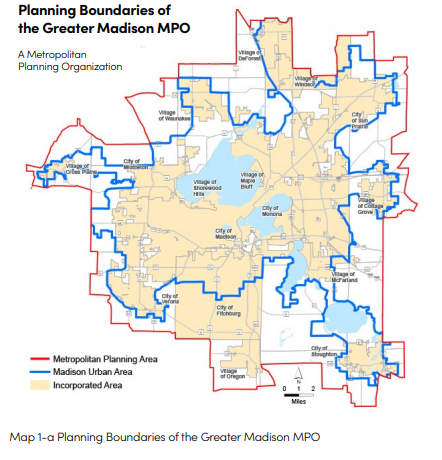 Planning Boundaries of
the Greater Madison MPO
A Metropolitan
Planning Organization
Village of
DeForest
Village of
Windsor
Village
of Waunakee
City
of Sun
Prairie
City of
Middleton
Village of
Cross Plains
Village of
Shorewood
Hills
Village of
Maple
Bluff
Village
of Cottage
Grove
City of
Monona
City of
Madison
Village of
McFarland
City of
Verona
City of
Fitchburg
City of
Stoughton
Village
of Oregon
Metropolitan Planning Area
Madison Urban Area
Incorporated Area
N
0 1 2
Miles
Map 1-a Planning Boundaries of the Greater Madison MPO